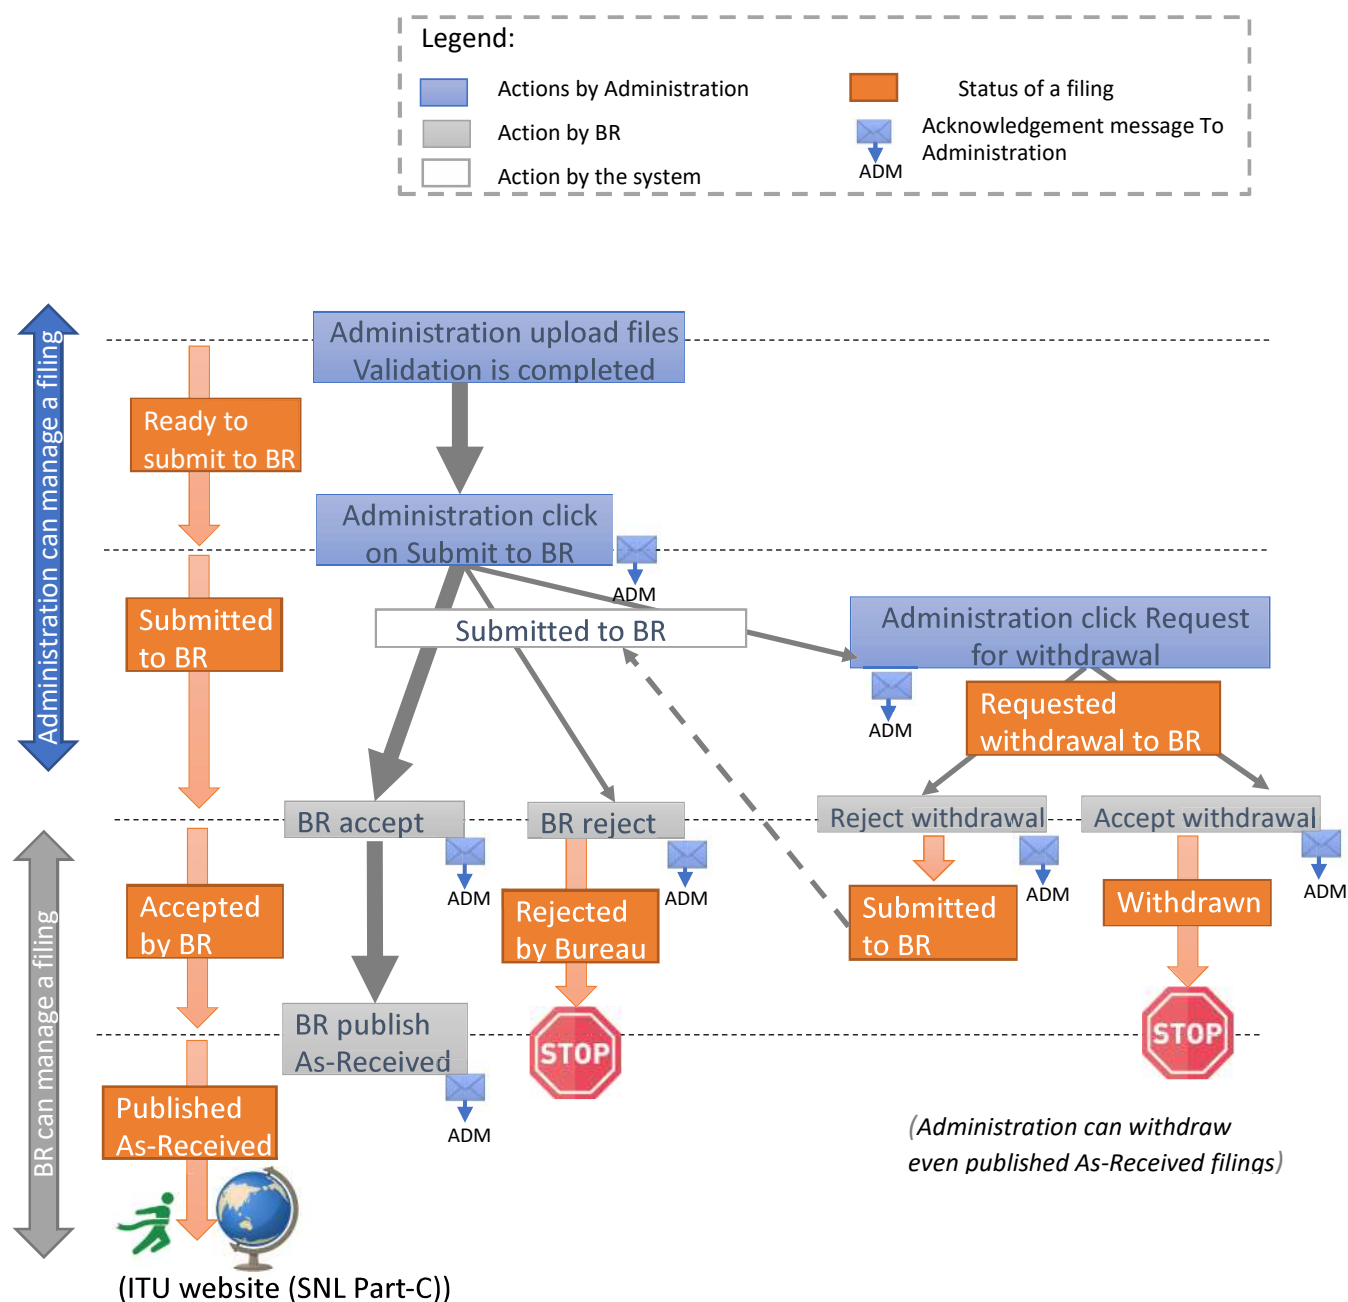 Legend:
Actions by Administration
Status of a filing
Action by BR
Acknowledgement message To
Administration
ADM
Action by the system
Administration can manage a filing
Administration upload files
Validation is completed
Ready to
submit to BR
Administration click
on Submit to BR
ADM
Submitted
to BR
Submitted to BR
Administration click Request
for withdrawal
ADM
Requested
withdrawal to BR
BR can manage a filing
BR accept
ADM
BR reject
ADM
Reject withdrawal
ADM
Accept withdrawal
ADM
Accepted
by BR
Rejected
by Bureau
Submitted
to BR
Withdrawn
BR publish
As-Received
ADM
STOP
STOP
Published
As-Received
(Administration can withdraw
even published As-Received filings)
(ITU website (SNL Part-C))